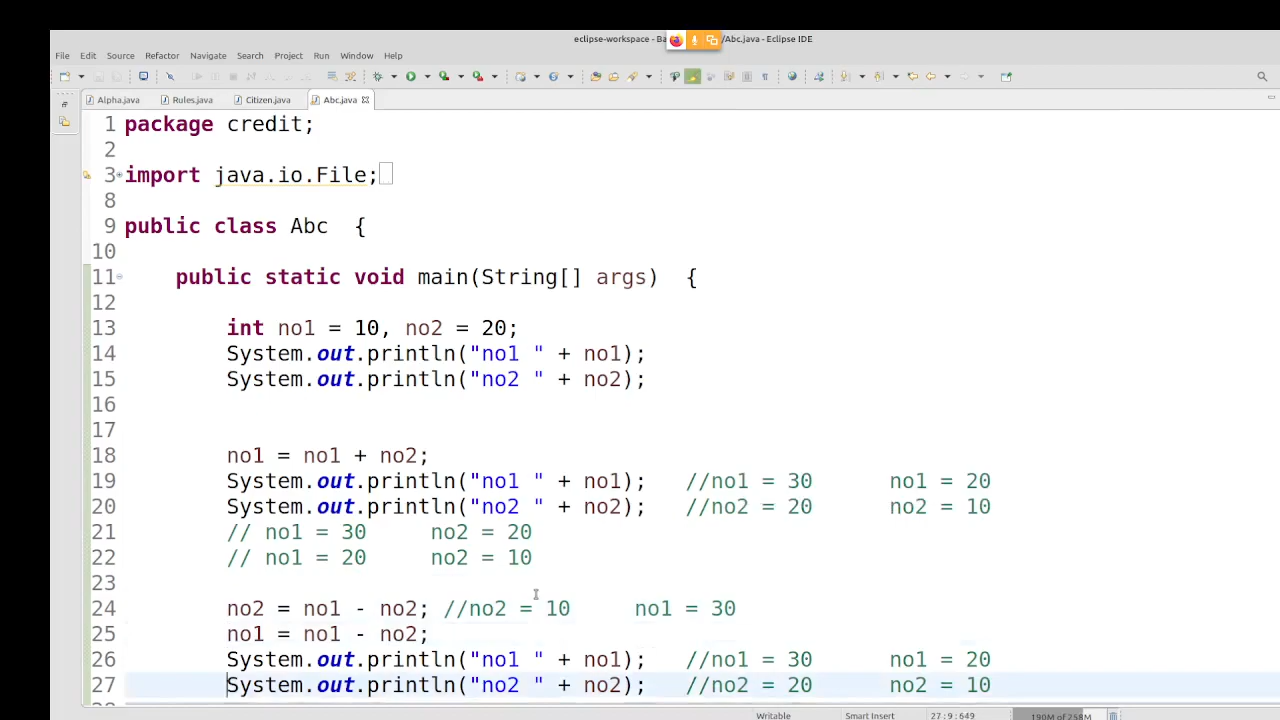 eclipse-workspace - Ba /Abc.java - Eclipse IDE
File Edit Source Refactor Navigate Search Project Run Window Help
Alpha.java Rules.java Citizen.java Abc.java
1 package credit;
2
3 import java.io.File;
8
9 public class Abc {
10
11 public static void main(String[] args) {
12
13 int no1 = 10, no2 = 20;
14 System.out.println("no1 " + no1);
15 System.out.println("no2 " + no2);
16
17
18 no1 = no1 + no2;
19 System.out.println("no1 " + no1); //no1 = 30 no1 = 20
20 System.out.println("no2 " + no2); //no2 = 20 no2 = 10
21 // no1 = 30 no2 = 20
22 // no1 = 20 no2 = 10
23
24 no2 = no1 - no2; //no2 = 10 no1 = 30
25 no1 = no1 - no2;
26 System.out.println("no1 " + no1); //no1 = 30 no1 = 20
27 System.out.println("no2 " + no2); //no2 = 20 no2 = 10
Writable Smart Insert 27:9:649 190M of 258M